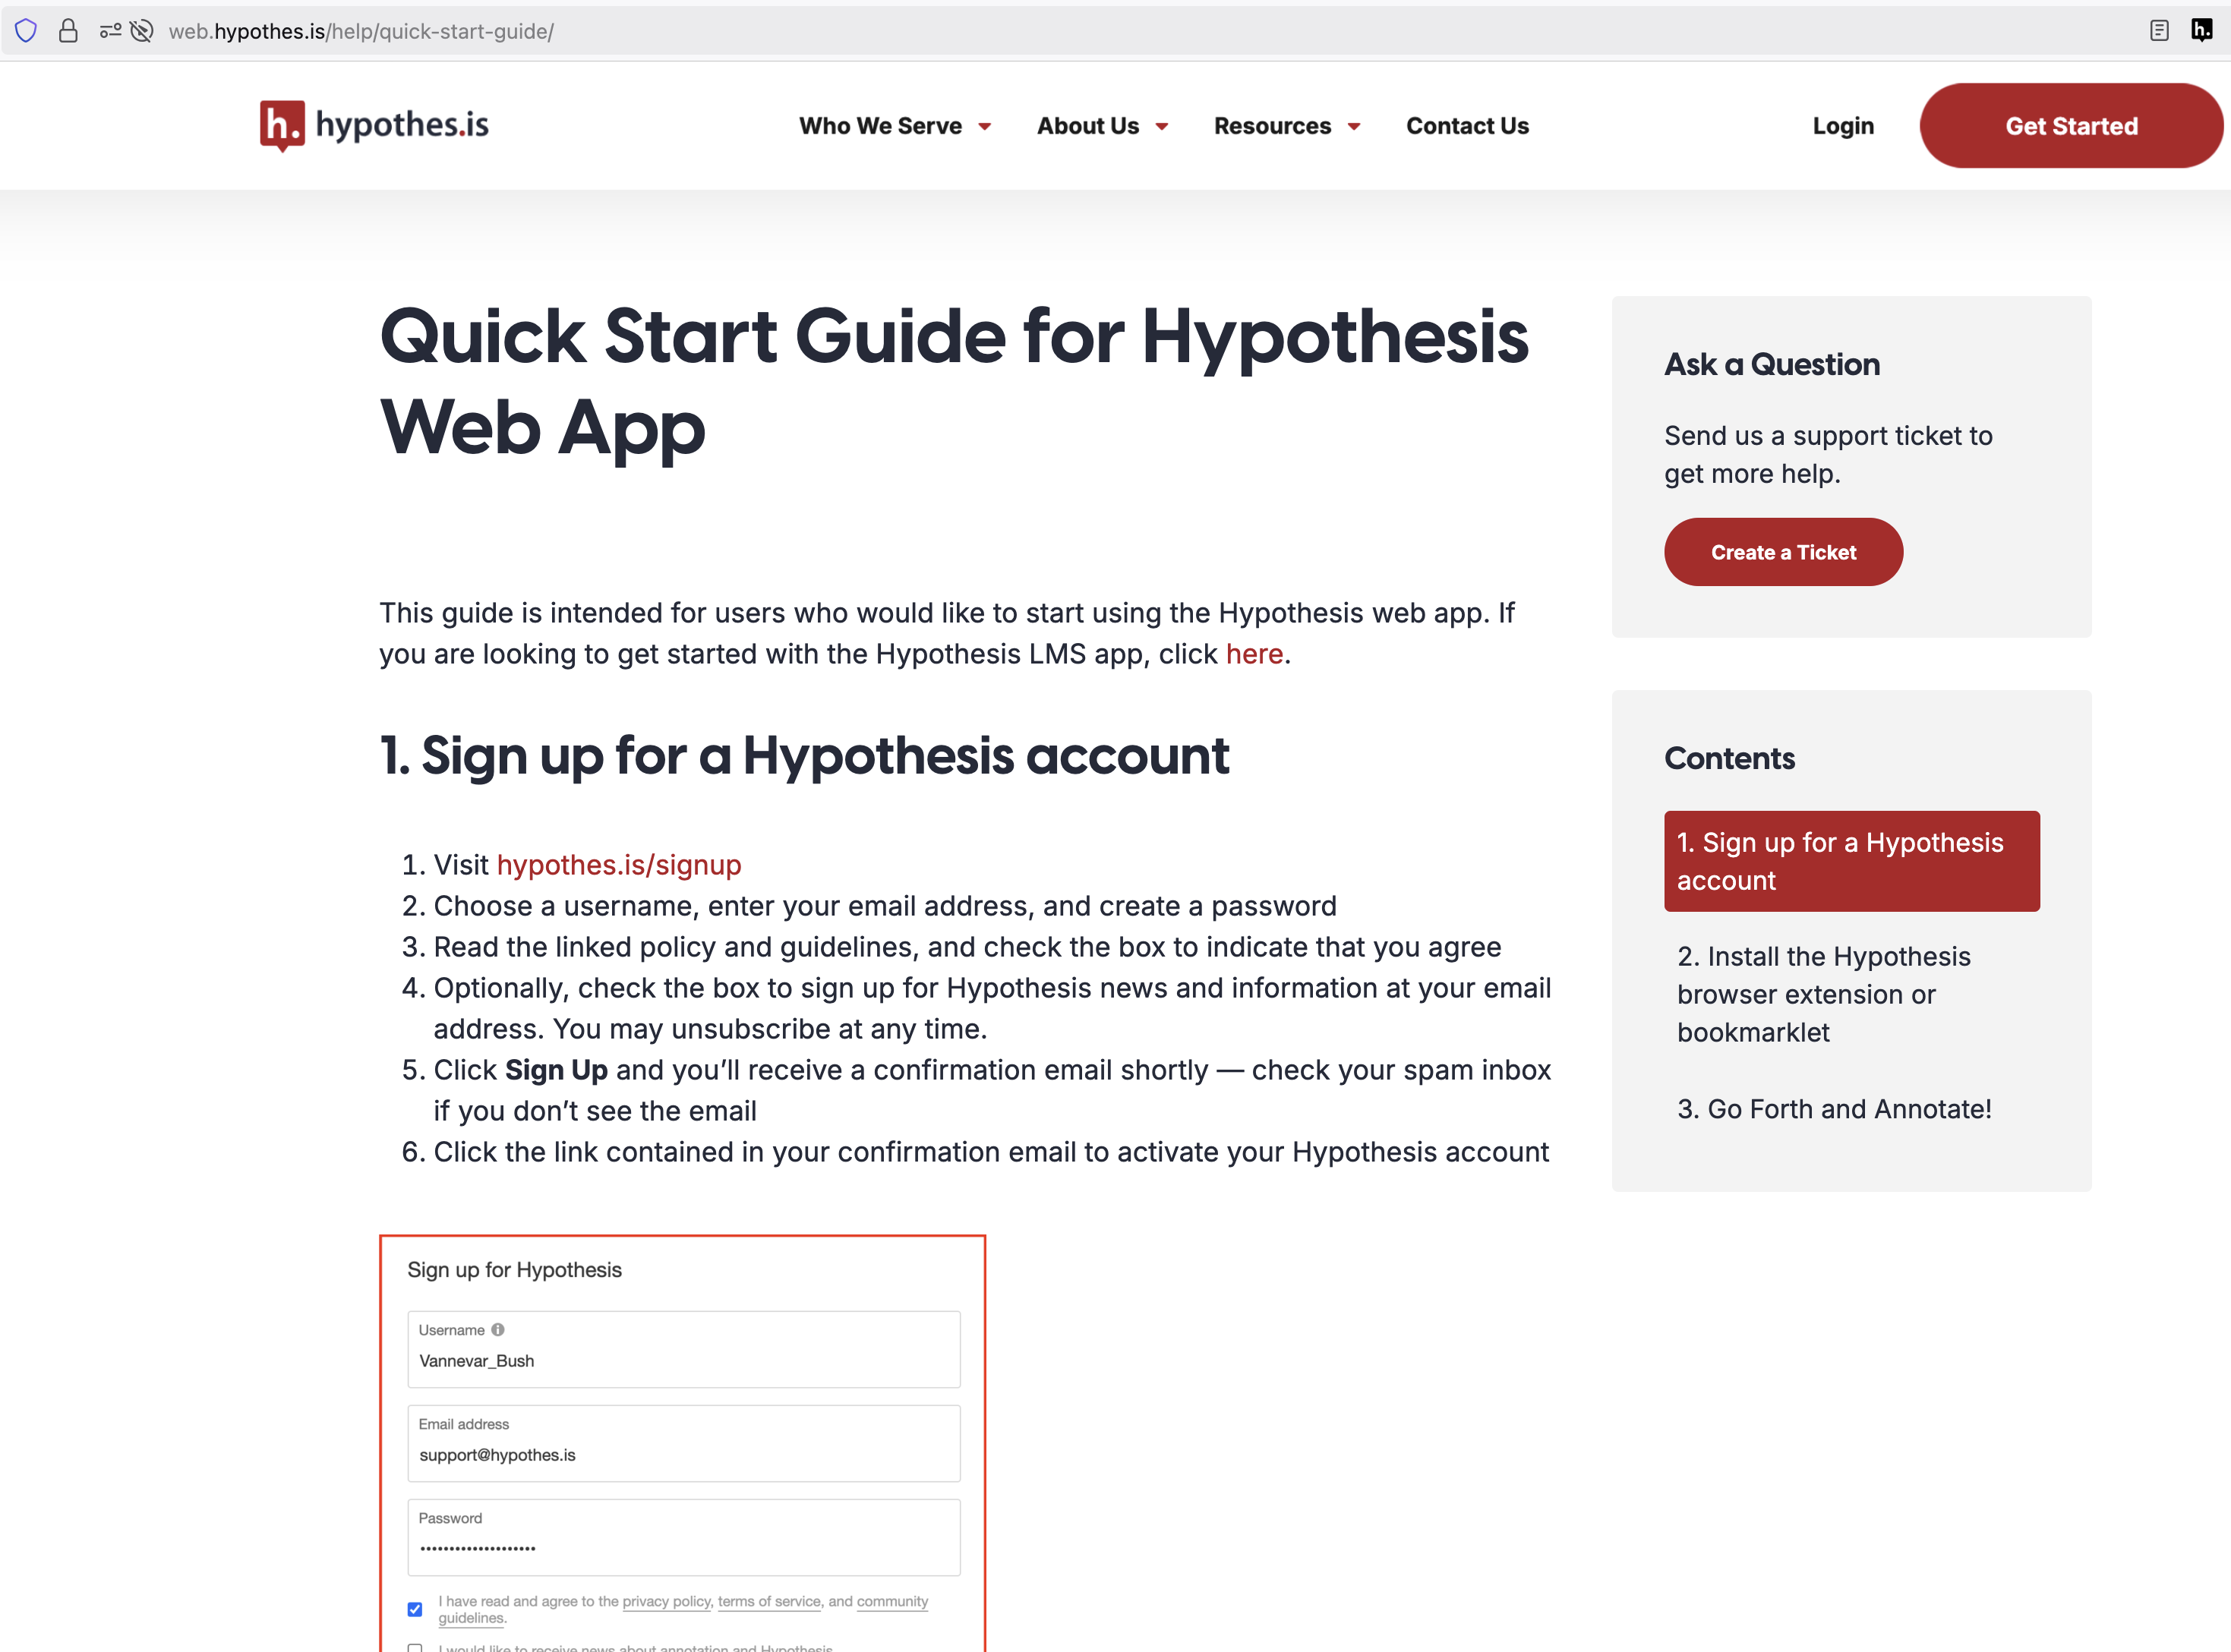 web.hypothes.is/help/quick-start-guide/
h.
h. hypothes.is
Who We Serve
About Us
Resources
Contact Us
Login
Get Started
Quick Start Guide for Hypothesis
Web App
This guide is intended for users who would like to start using the Hypothesis web app. If
you are looking to get started with the Hypothesis LMS app, click here.
1. Sign up for a Hypothesis account
1. Visit hypothes.is/signup
2. Choose a username, enter your email address, and create a password
3. Read the linked policy and guidelines, and check the box to indicate that you agree
4. Optionally, check the box to sign up for Hypothesis news and information at your email
address. You may unsubscribe at any time.
5. Click Sign Up and you’ll receive a confirmation email shortly — check your spam inbox
if you don’t see the email
6. Click the link contained in your confirmation email to activate your Hypothesis account
Sign up for Hypothesis
Username
Vannevar_Bush
Email address
support@hypothes.is
Password
I have read and agree to the privacy policy, terms of service, and community
guidelines.
I would like to receive news about annotation and Hypothesis.
Ask a Question
Send us a support ticket to
get more help.
Create a Ticket
Contents
1. Sign up for a Hypothesis
account
2. Install the Hypothesis
browser extension or
bookmarklet
3. Go Forth and Annotate!